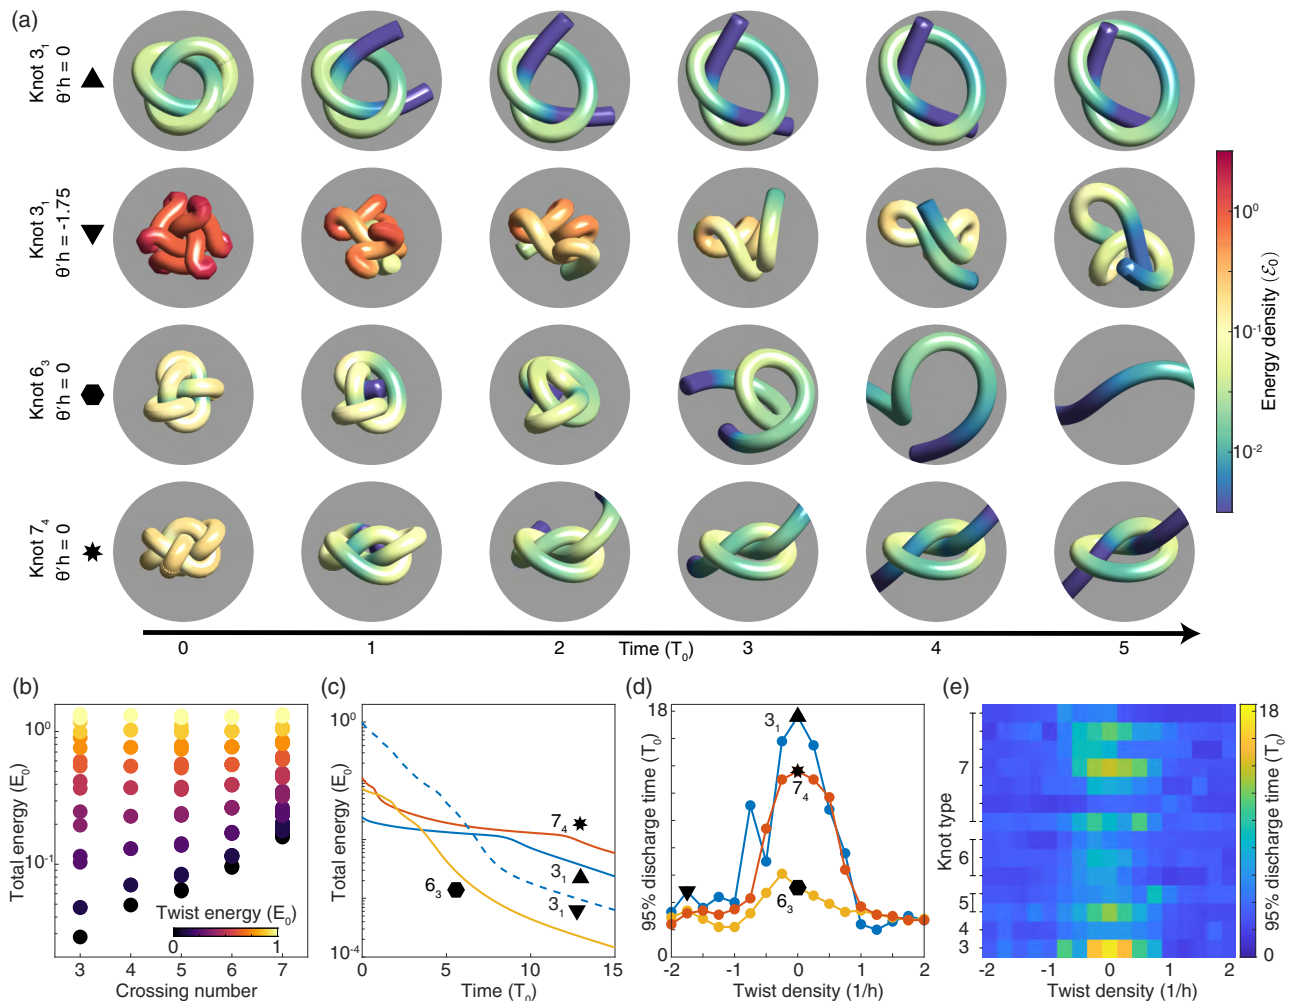 (a)
Knot 3₁
θ'h = 0
Knot 3₁
θ'h = -1.75
Knot 6₃
θ'h = 0
Knot 7₄
θ'h = 0
0 1 2 3 4 5
Time (T₀)
10⁰
10⁻¹
10⁻²
Energy density (ℰ₀)
(b)
Total energy (E₀)
10⁰
10⁻¹
Twist energy (E₀)
0 1
3 4 5 6 7
Crossing number
(c)
Total energy (E₀)
10⁰
10⁻⁴
7₄
3₁
6₃
3₁
0 5 10 15
Time (T₀)
(d)
95% discharge time (T₀)
18
0
3₁
7₄
6₃
-2 -1 0 1 2
Twist density (1/h)
(e)
Knot type
7
6
5
4
3
-2 -1 0 1 2
Twist density (1/h)
18
0
95% discharge time (T₀)